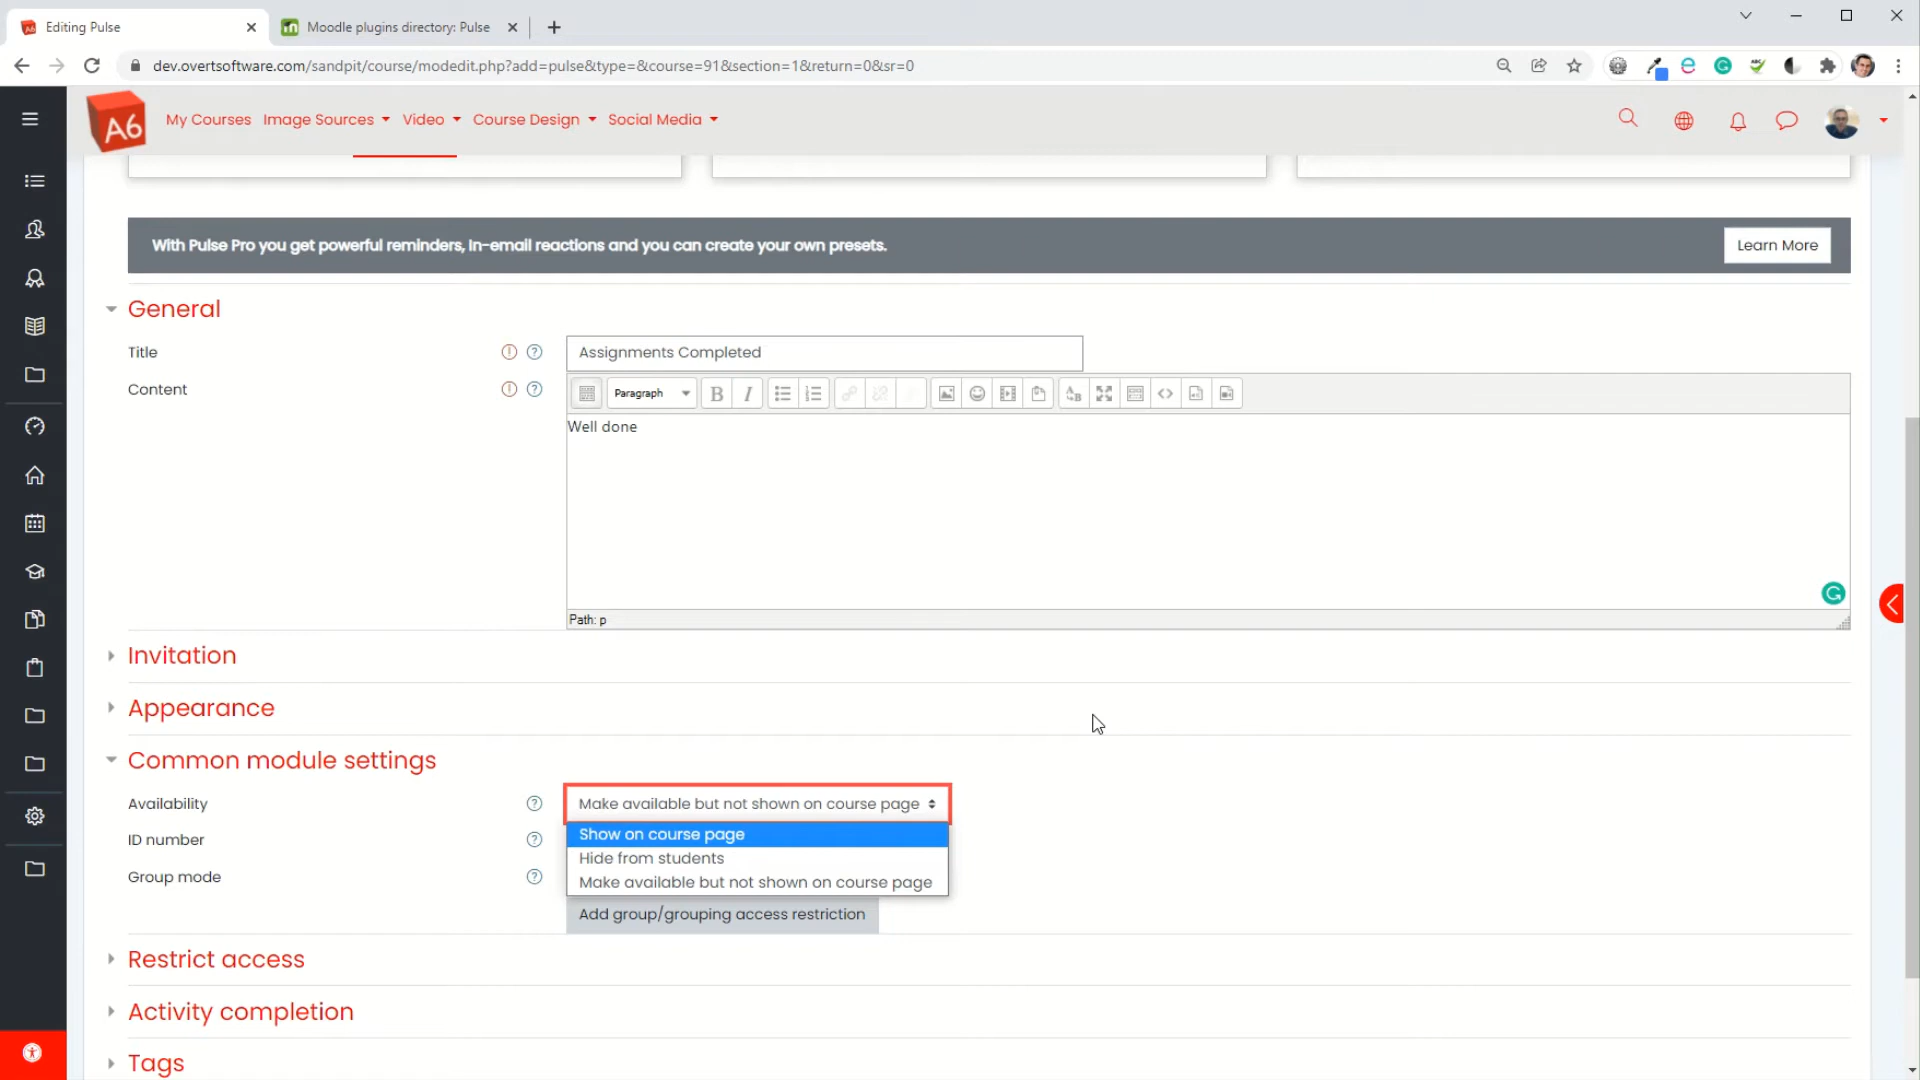 Editing Pulse
Moodle plugins directory: Pulse
dev.overtsoftware.com/sandpit/course/modedit.php?add=pulse&type=&course=91&section=1&return=0&sr=0
A6 My Courses Image Sources Video Course Design Social Media
With Pulse Pro you get powerful reminders, In-email reactions and you can create your own presets. Learn More
General
Title Assignments Completed
Content Paragraph B I
Well done
Path: p
Invitation
Appearance
Common module settings
Availability Make available but not shown on course page
Show on course page
ID number
Hide from students
Group mode
Make available but not shown on course page
Add group/grouping access restriction
Restrict access
Activity completion
Tags